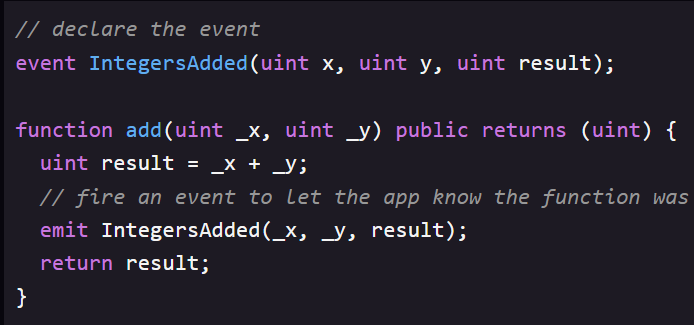 // declare the event
event IntegersAdded(uint x, uint y, uint result);
function add(uint _x, uint _y) public returns (uint) {
uint result = _x + _y;
// fire an event to let the app know the function was
emit IntegersAdded(_x, _y, result);
return result;
}